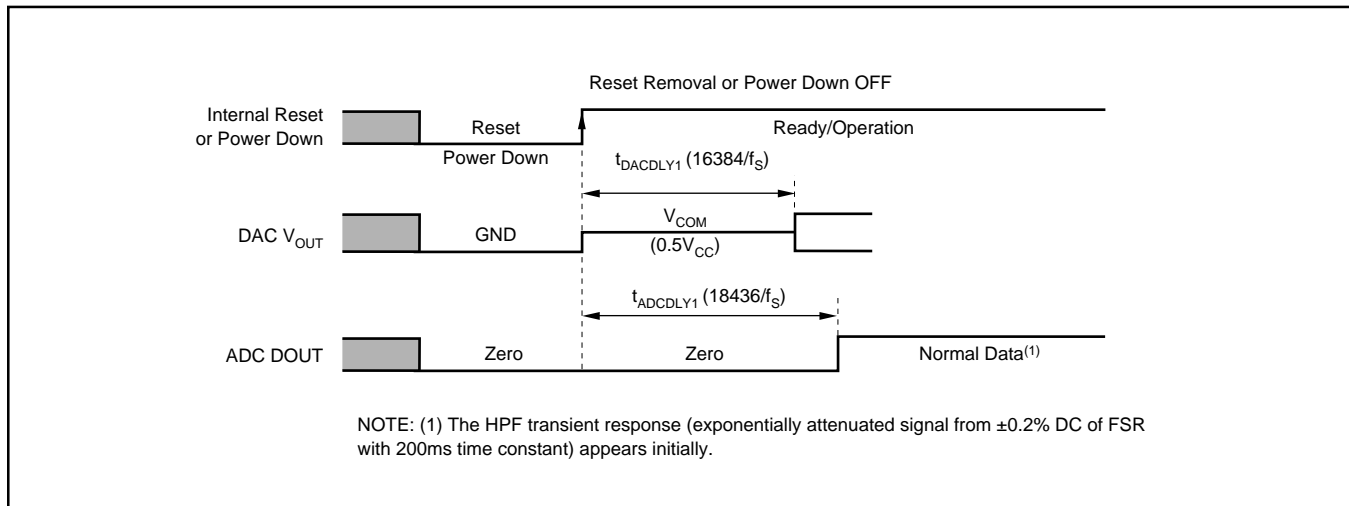 Reset Removal or Power Down OFF
Internal Reset
or Power Down
Reset
Power Down
Ready/Operation
tDACDLY1 (16384/fS)
DAC VOUT
GND
VCOM
(0.5VCC)
tADCDLY1 (18436/fS)
ADC DOUT
Zero
Zero
Normal Data(1)
NOTE: (1) The HPF transient response (exponentially attenuated signal from ±0.2% DC of FSR
with 200ms time constant) appears initially.